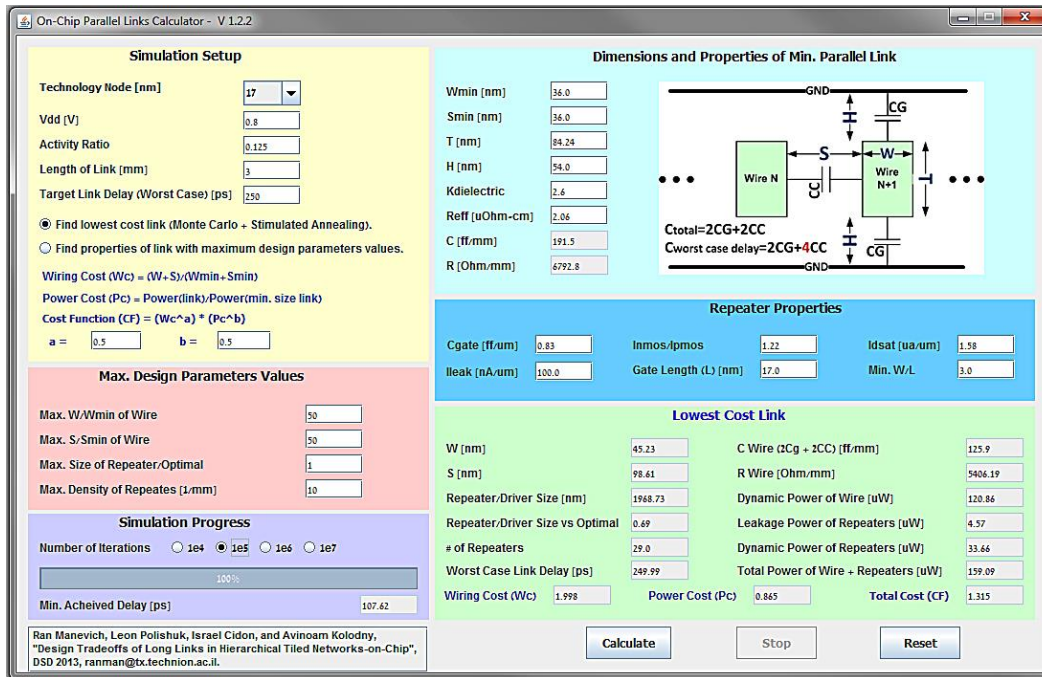 On-Chip Parallel Links Calculator - V 1.2.2
Simulation Setup
Technology Node [nm] 17
Vdd [V] 0.8
Activity Ratio 0.125
Length of Link [mm] 3
Target Link Delay (Worst Case) [ps] 250
Find lowest cost link (Monte Carlo + Stimulated Annealing).
Find properties of link with maximum design parameters values.
Wiring Cost (Wc) = (W+S)/(Wmin+Smin)
Power Cost (Pc) = Power(link)/Power(min. size link)
Cost Function (CF) = (Wc^a) * (Pc^b)
a = 0.5 b = 0.5
Max. Design Parameters Values
Max. W/Wmin of Wire 50
Max. S/Smin of Wire 50
Max. Size of Repeater/Optimal 1
Max. Density of Repeates [1/mm] 10
Simulation Progress
Number of Iterations 1e4 1e5 1e6 1e7
100%
Min. Acheived Delay [ps] 107.62
Ran Manevich, Leon Polishuk, Israel Cidon, and Avinoam Kolodny,
"Design Tradeoffs of Long Links in Hierarchical Tiled Networks-on-Chip",
DSD 2013, ranman@tx.technion.ac.il.
Dimensions and Properties of Min. Parallel Link
Wmin [nm] 36.0
Smin [nm] 36.0
T [nm] 84.24
H [nm] 54.0
Kdielectric 2.6
Reff [uOhm-cm] 2.06
C [ff/mm] 191.5
R [Ohm/mm] 6792.8
GND
CG
H
S
W
T
Wire N
CC
Wire
N+1
Ctotal=2CG+2CC
Cworst case delay=2CG+4CC
H
CG
GND
Repeater Properties
Cgate [ff/um] 0.83 Inmos/Ipmos 1.22 Idsat [ua/um] 1.58
Ileak [nA/um] 100.0 Gate Length (L) [nm] 17.0 Min. W/L 3.0
Lowest Cost Link
W [nm] 45.23 C Wire (2Cg + 2CC) [ff/mm] 125.9
S [nm] 98.61 R Wire [Ohm/mm] 5406.19
Repeater/Driver Size [nm] 1968.73 Dynamic Power of Wire [uW] 120.86
Repeater/Driver Size vs Optimal 0.69 Leakage Power of Repeaters [uW] 4.57
# of Repeaters 29.0 Dynamic Power of Repeaters [uW] 33.66
Worst Case Link Delay [ps] 249.99 Total Power of Wire + Repeaters [uW] 159.09
Wiring Cost (Wc) 1.998 Power Cost (Pc) 0.865 Total Cost (CF) 1.315
Calculate Stop Reset